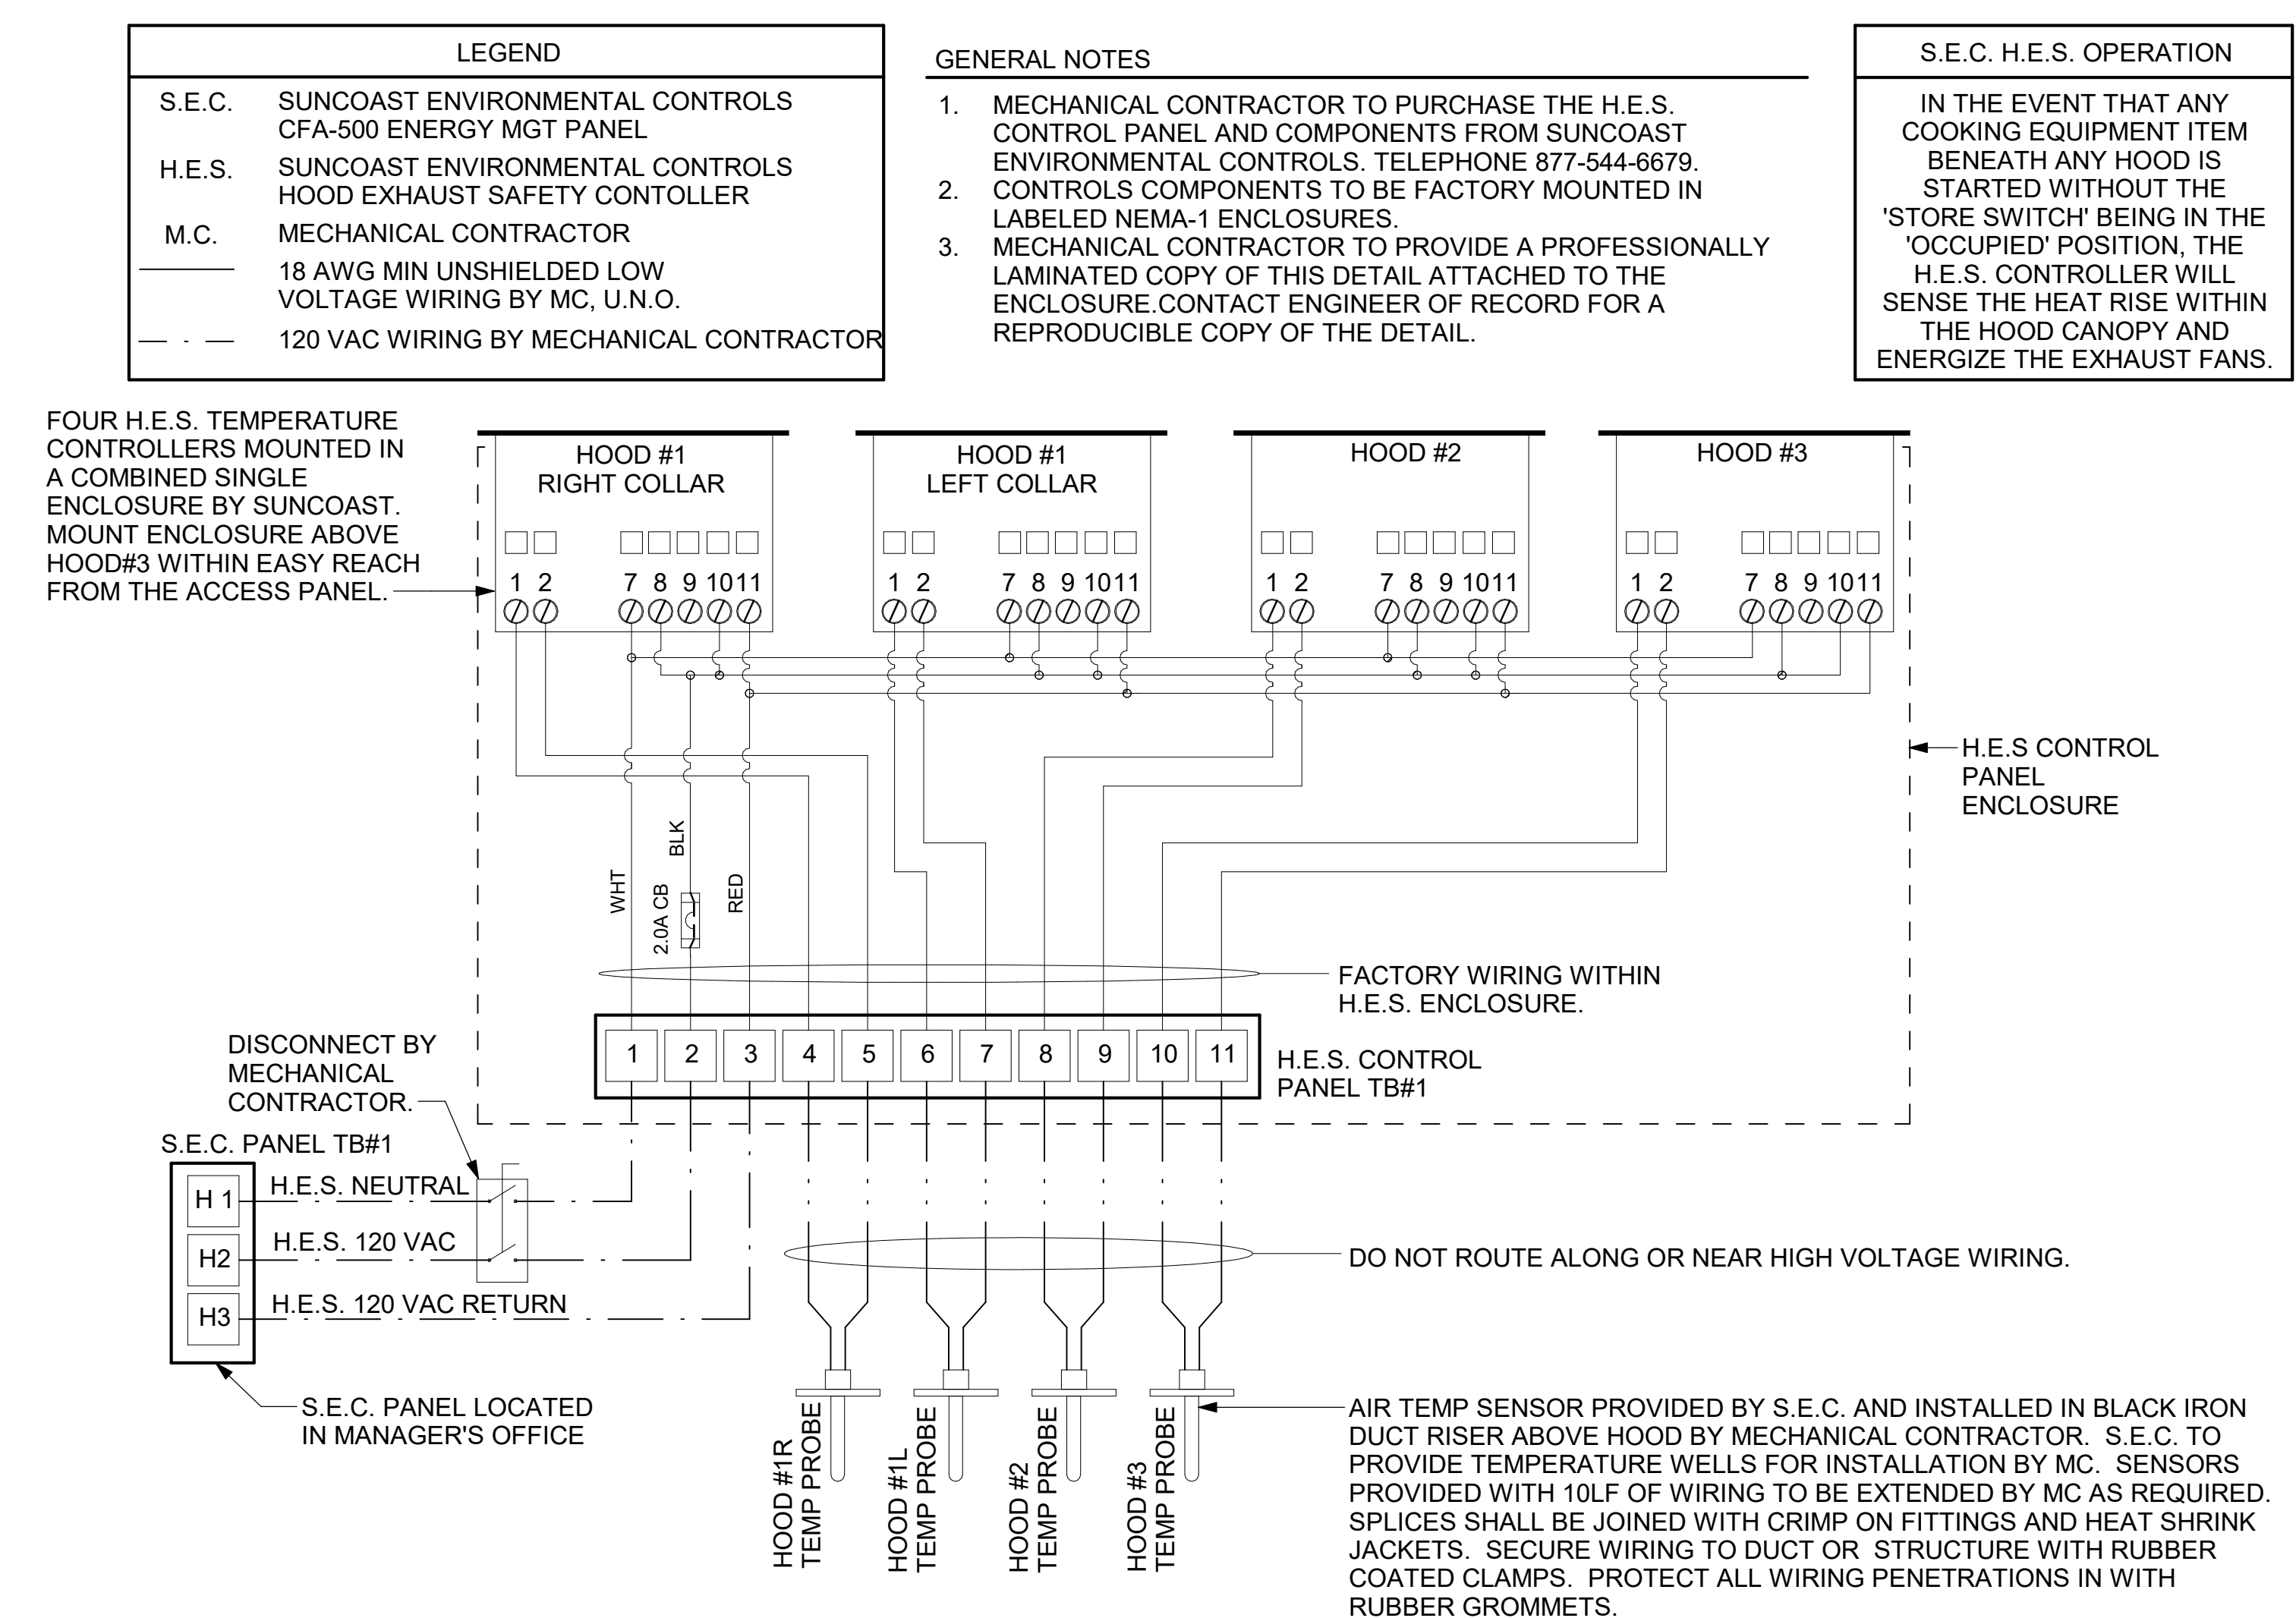 LEGEND
S.E.C. SUNCOAST ENVIRONMENTAL CONTROLS
CFA-500 ENERGY MGT PANEL
H.E.S. SUNCOAST ENVIRONMENTAL CONTROLS
HOOD EXHAUST SAFETY CONTOLLER
M.C. MECHANICAL CONTRACTOR
18 AWG MIN UNSHIELDED LOW
VOLTAGE WIRING BY MC, U.N.O.
120 VAC WIRING BY MECHANICAL CONTRACTOR
GENERAL NOTES
1. MECHANICAL CONTRACTOR TO PURCHASE THE H.E.S.
CONTROL PANEL AND COMPONENTS FROM SUNCOAST
ENVIRONMENTAL CONTROLS. TELEPHONE 877-544-6679.
2. CONTROLS COMPONENTS TO BE FACTORY MOUNTED IN
LABELED NEMA-1 ENCLOSURES.
3. MECHANICAL CONTRACTOR TO PROVIDE A PROFESSIONALLY
LAMINATED COPY OF THIS DETAIL ATTACHED TO THE
ENCLOSURE.CONTACT ENGINEER OF RECORD FOR A
REPRODUCIBLE COPY OF THE DETAIL.
S.E.C. H.E.S. OPERATION
IN THE EVENT THAT ANY
COOKING EQUIPMENT ITEM
BENEATH ANY HOOD IS
STARTED WITHOUT THE
'STORE SWITCH' BEING IN THE
'OCCUPIED' POSITION, THE
H.E.S. CONTROLLER WILL
SENSE THE HEAT RISE WITHIN
THE HOOD CANOPY AND
ENERGIZE THE EXHAUST FANS.
FOUR H.E.S. TEMPERATURE
CONTROLLERS MOUNTED IN
A COMBINED SINGLE
ENCLOSURE BY SUNCOAST.
MOUNT ENCLOSURE ABOVE
HOOD#3 WITHIN EASY REACH
FROM THE ACCESS PANEL.
HOOD #1
RIGHT COLLAR
1 2 7 8 9 10 11
HOOD #1
LEFT COLLAR
1 2 7 8 9 10 11
HOOD #2
1 2 7 8 9 10 11
HOOD #3
1 2 7 8 9 10 11
H.E.S CONTROL
PANEL
ENCLOSURE
WHT
BLK
2.0A CB
RED
FACTORY WIRING WITHIN
H.E.S. ENCLOSURE.
1 2 3 4 5 6 7 8 9 10 11
H.E.S. CONTROL
PANEL TB#1
DISCONNECT BY
MECHANICAL
CONTRACTOR.
S.E.C. PANEL TB#1
H 1 H.E.S. NEUTRAL
H2 H.E.S. 120 VAC
H3 H.E.S. 120 VAC RETURN
S.E.C. PANEL LOCATED
IN MANAGER'S OFFICE
DO NOT ROUTE ALONG OR NEAR HIGH VOLTAGE WIRING.
HOOD #1R
TEMP PROBE
HOOD #1L
TEMP PROBE
HOOD #2
TEMP PROBE
HOOD #3
TEMP PROBE
AIR TEMP SENSOR PROVIDED BY S.E.C. AND INSTALLED IN BLACK IRON
DUCT RISER ABOVE HOOD BY MECHANICAL CONTRACTOR. S.E.C. TO
PROVIDE TEMPERATURE WELLS FOR INSTALLATION BY MC. SENSORS
PROVIDED WITH 10LF OF WIRING TO BE EXTENDED BY MC AS REQUIRED.
SPLICES SHALL BE JOINED WITH CRIMP ON FITTINGS AND HEAT SHRINK
JACKETS. SECURE WIRING TO DUCT OR STRUCTURE WITH RUBBER
COATED CLAMPS. PROTECT ALL WIRING PENETRATIONS IN WITH
RUBBER GROMMETS.